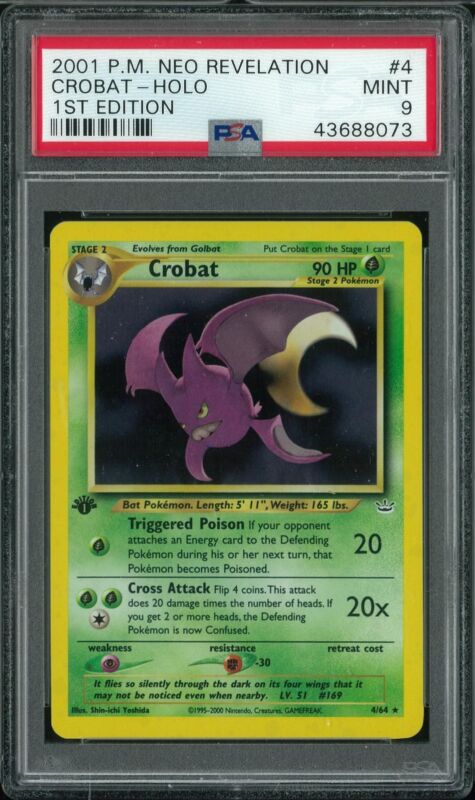 2001 P.M. NEO REVELATION #4
CROBAT - HOLO MINT
1ST EDITION 9
PSA 43688073
STAGE 2 Evolves from Golbat Put Crobat on the Stage 1 card
Crobat 90 HP
Stage 2 Pokémon
EDITION
1
Bat Pokémon. Length: 5' 11", Weight: 165 lbs.
Triggered Poison If your opponent
attaches an Energy card to the Defending
Pokémon during his or her next turn, that
Pokémon becomes Poisoned.
20
Cross Attack Flip 4 coins. This attack
does 20 damage times the number of heads. If
you get 2 or more heads, the Defending
Pokémon is now Confused.
20x
weakness resistance retreat cost
-30
It flies so silently through the dark on its four wings that it
may not be noticed even when nearby. LV. 51 #169
Illus. Shin-ichi Yoshida ©1995-2000 Nintendo, Creatures, GAMEFREAK. 4/64 ★